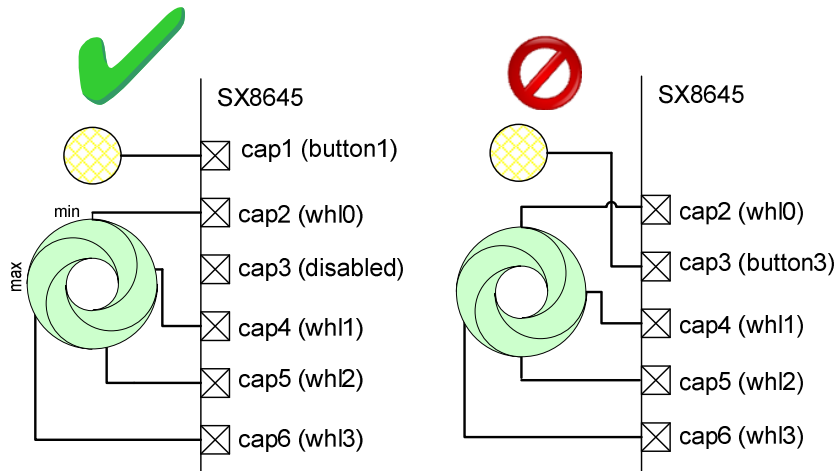 SX8645
cap1 (button1)
min
cap2 (whl0)
max
cap3 (disabled)
cap4 (whl1)
cap5 (whl2)
cap6 (whl3)
SX8645
cap2 (whl0)
cap3 (button3)
cap4 (whl1)
cap5 (whl2)
cap6 (whl3)